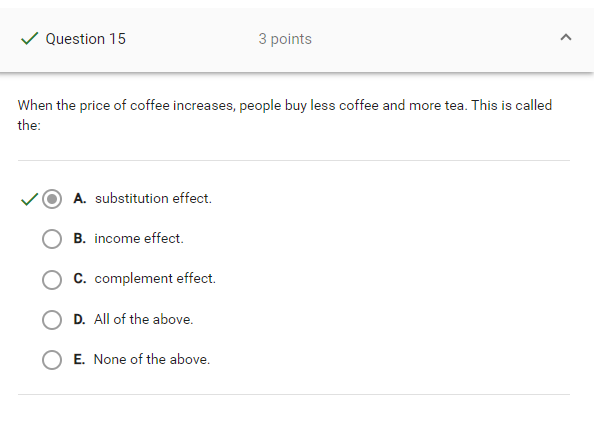 Question 15 3 points
When the price of coffee increases, people buy less coffee and more tea. This is called
the:
A. substitution effect.
B. income effect.
C. complement effect.
D. All of the above.
E. None of the above.